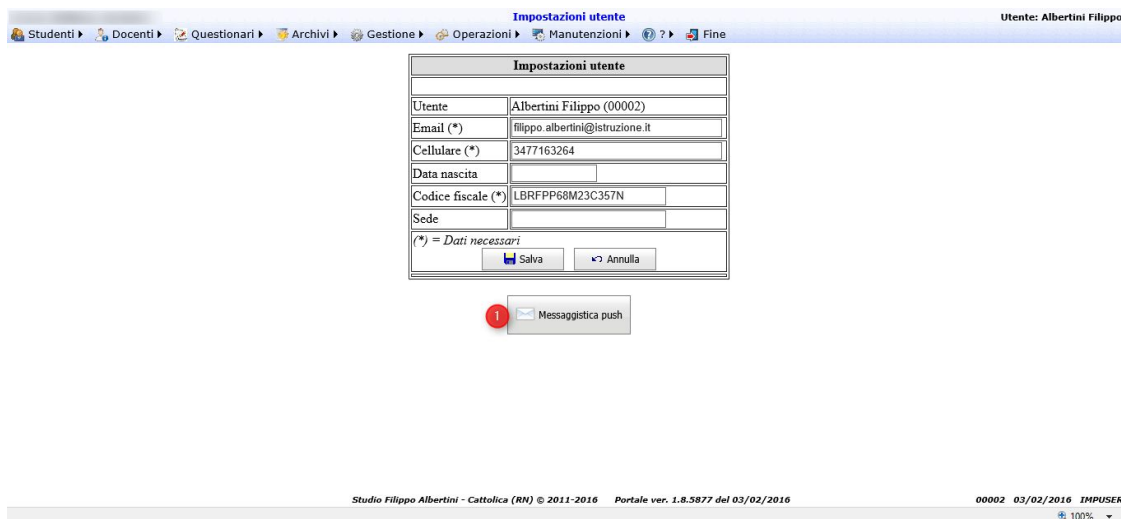 Impostazioni utente
Utente: Albertini Filippo
Studenti Docenti Questionari Archivi Gestione Operazioni Manutenzioni ? Fine
Impostazioni utente
Utente Albertini Filippo (00002)
Email (*) filippo.albertini@istruzione.it
Cellulare (*) 3477163264
Data nascita
Codice fiscale (*) LBRFPP68M23C357N
Sede
(*) = Dati necessari
Salva Annulla
1 Messaggistica push
Studio Filippo Albertini - Cattolica (RN) © 2011-2016 Portale ver. 1.8.5877 del 03/02/2016
00002 03/02/2016 IMPUSER
100%